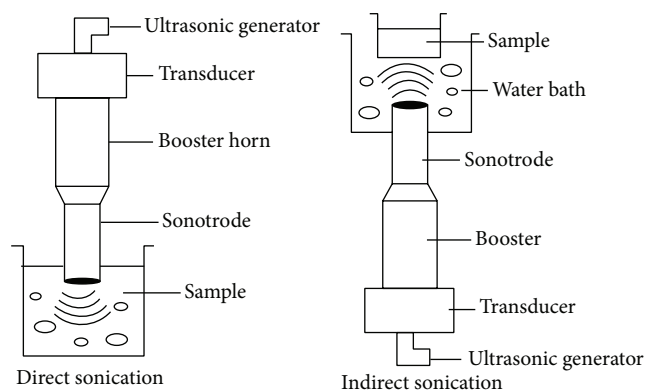 Ultrasonic generator
Transducer
Booster horn
Sonotrode
Sample
Direct sonication
Sample
Water bath
Sonotrode
Booster
Transducer
Ultrasonic generator
Indirect sonication